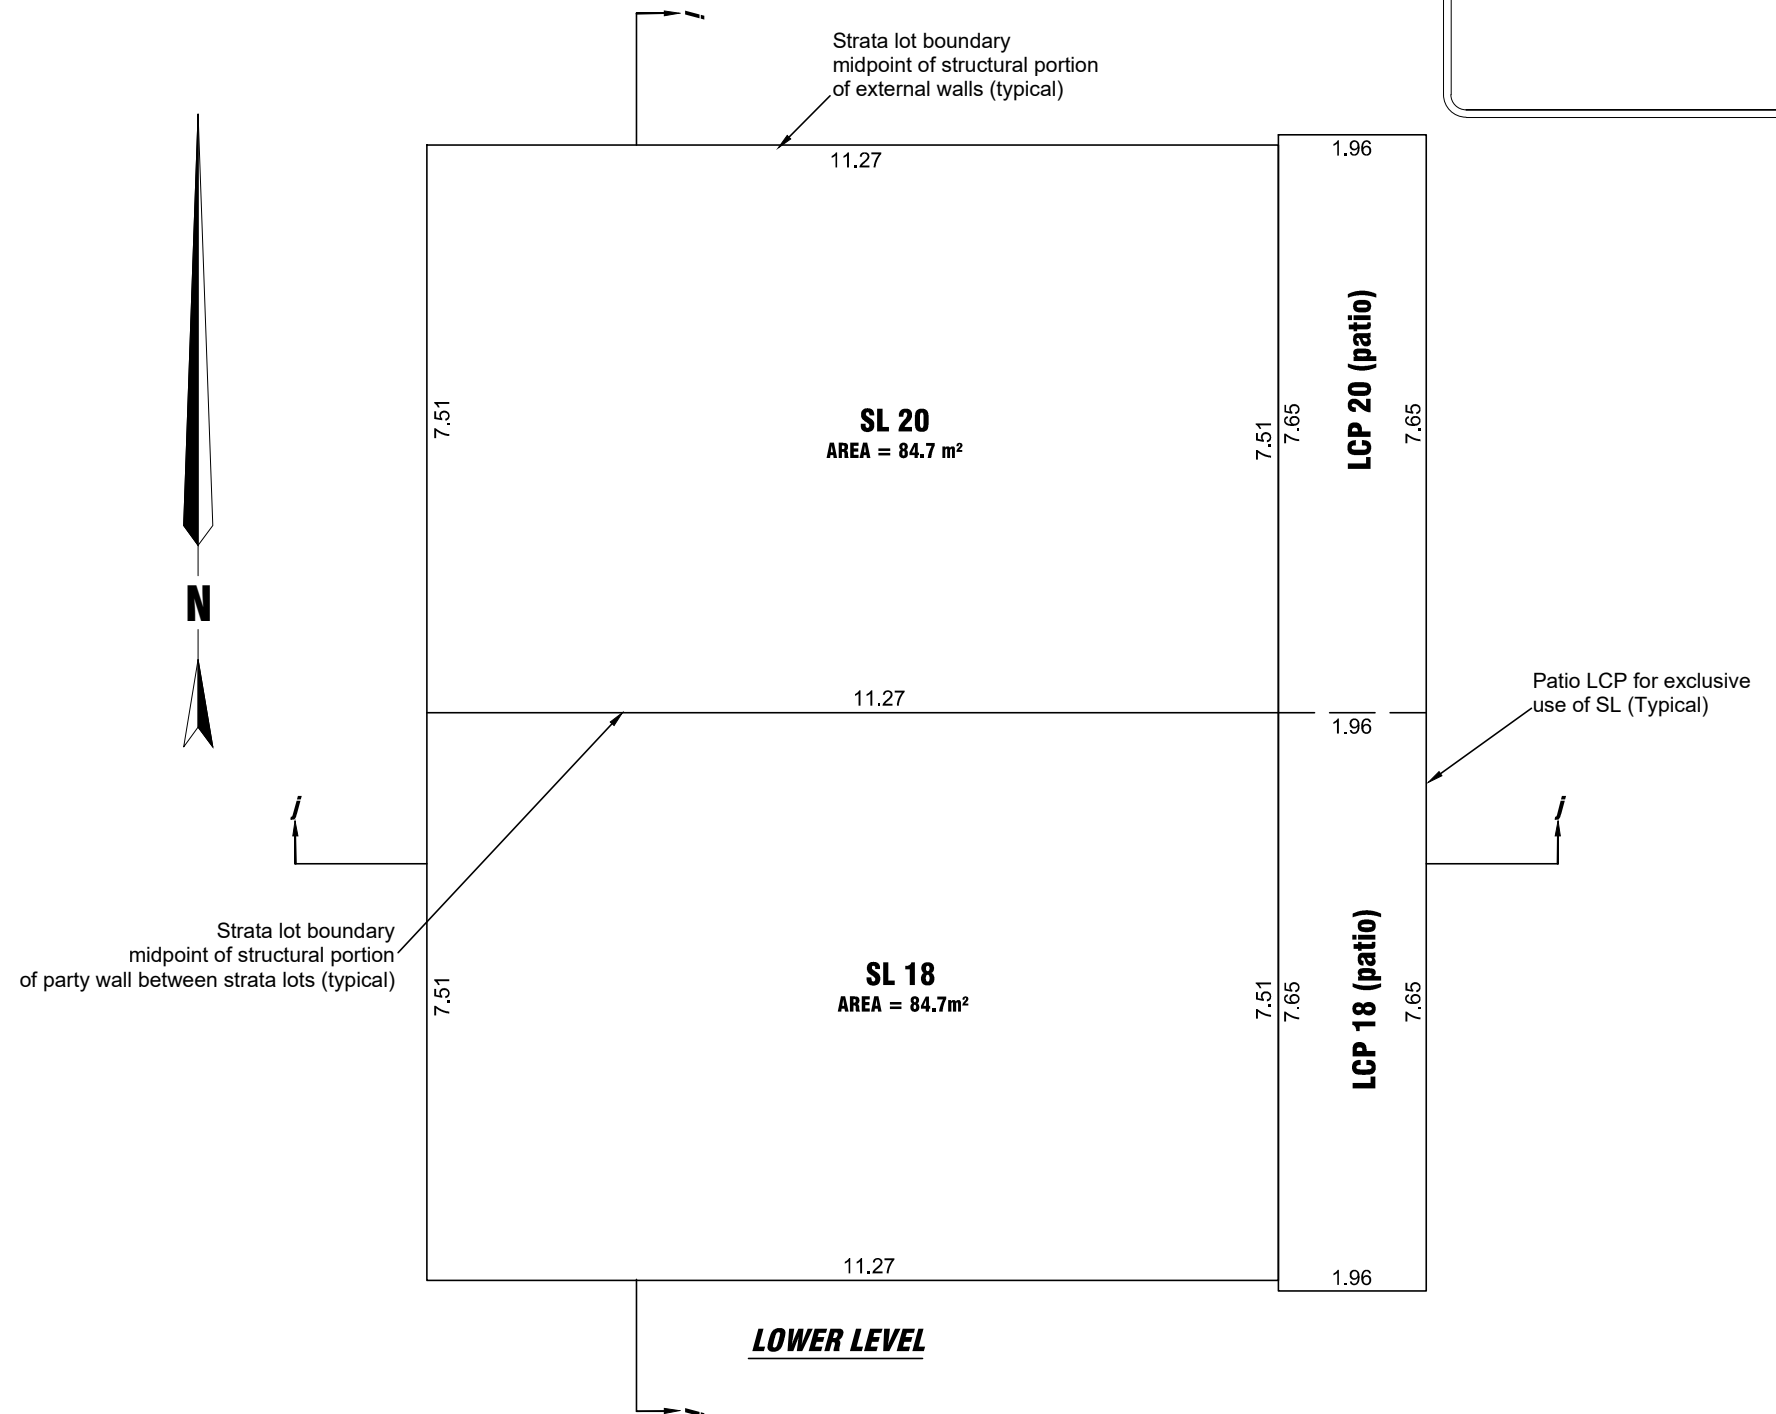 Strata lot boundary
midpoint of structural portion
of external walls (typical)
11.27
1.96
7.51
SL 20
AREA = 84.7 m²
7.51
7.65
LCP 20 (patio)
7.65
N
11.27
1.96
Patio LCP for exclusive
use of SL (Typical)
j
j
Strata lot boundary
midpoint of structural portion
of party wall between strata lots (typical)
7.51
SL 18
AREA = 84.7m²
7.51
7.65
LCP 18 (patio)
7.65
11.27
1.96
LOWER LEVEL